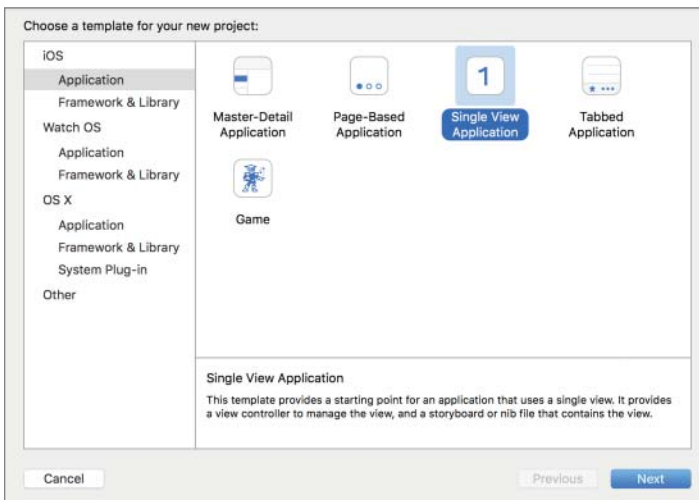 Choose a template for your new project:
iOS
Application
Framework & Library
Watch OS
Application
Framework & Library
OS X
Application
Framework & Library
System Plug-in
Other
Master-Detail
Application
Page-Based
Application
1
Single View
Application
Tabbed
Application
Game
Single View Application
This template provides a starting point for an application that uses a single view. It provides
a view controller to manage the view, and a storyboard or nib file that contains the view.
Cancel
Previous
Next